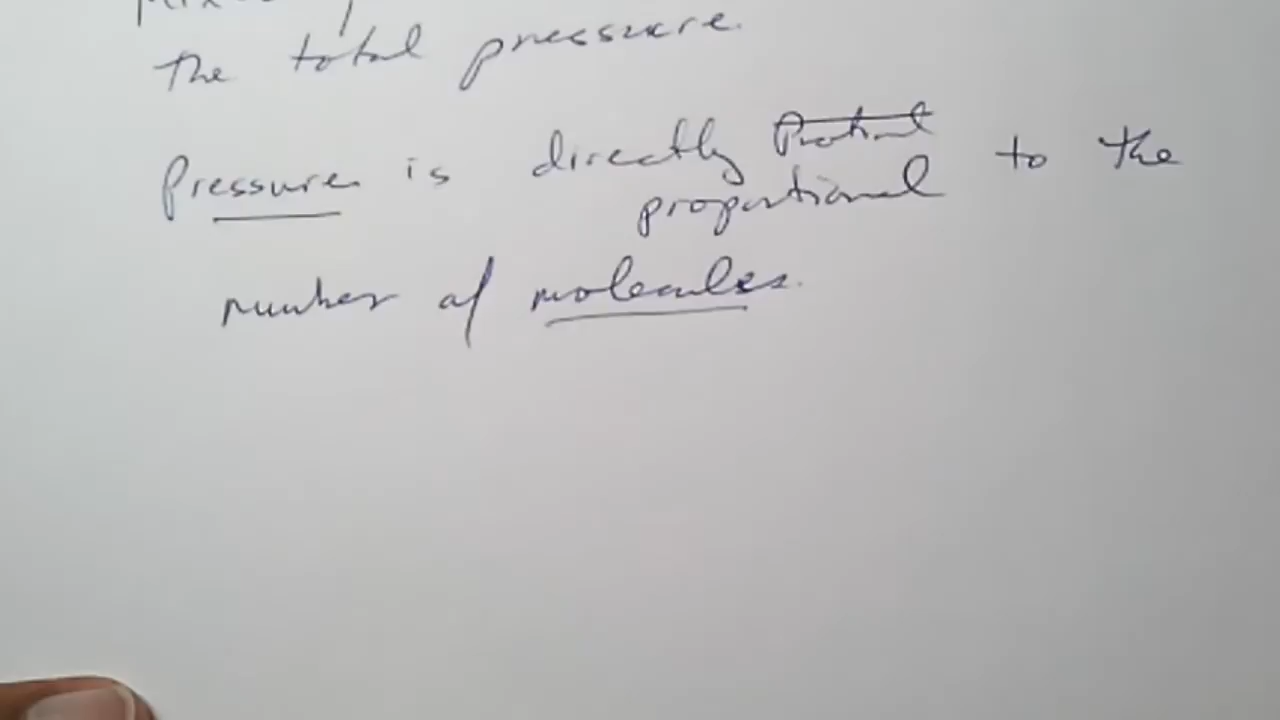 the total pressure.
Pressure is directly to the
proportional
number of molecules.